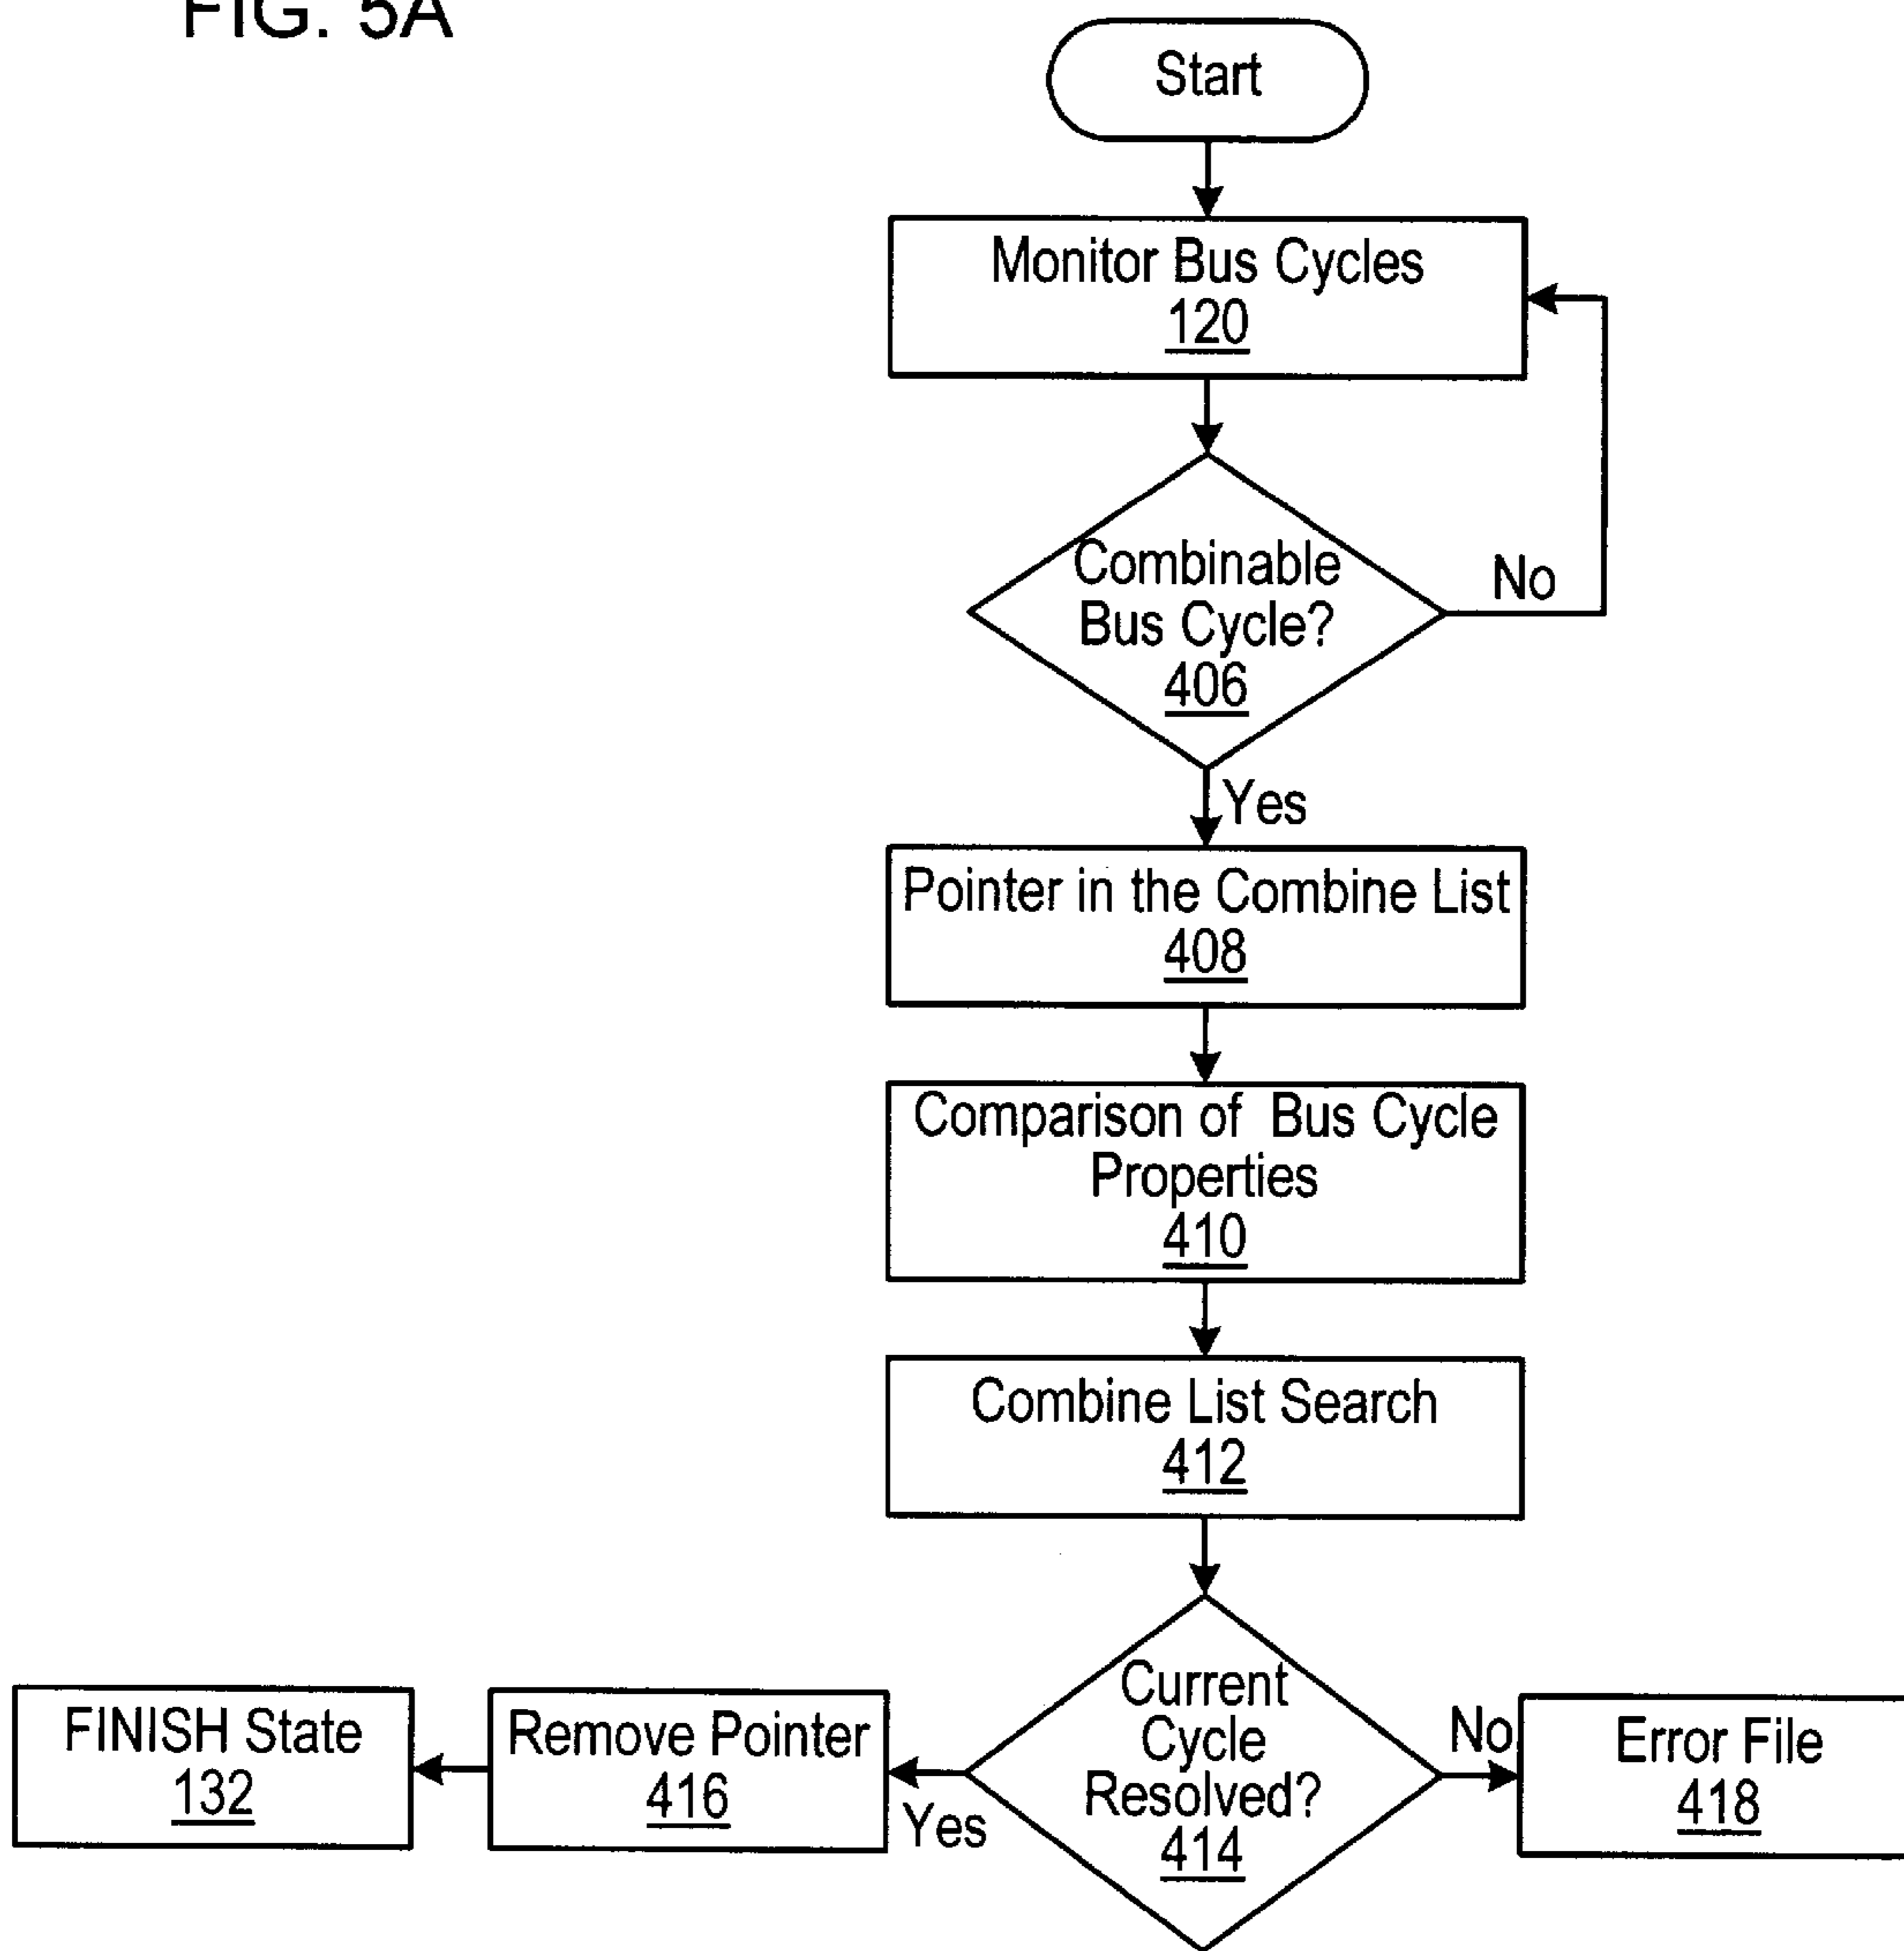 FIG. 5A
Start
Monitor Bus Cycles
120
Combinable
Bus Cycle?
406
No
Yes
Pointer in the Combine List
408
Comparison of Bus Cycle
Properties
410
Combine List Search
412
Current
Cycle
Resolved?
414
Yes
No
Remove Pointer
416
FINISH State
132
Error File
418